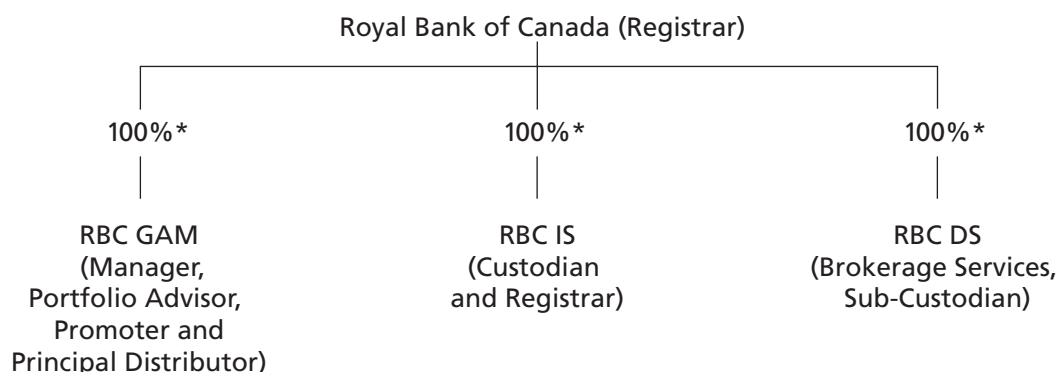 Royal Bank of Canada (Registrar)
100%*
100%*
100%*
RBC GAM
(Manager,
Portfolio Advisor,
Promoter and
Principal Distributor)
RBC IS
(Custodian
and Registrar)
RBC DS
(Brokerage Services,
Sub-Custodian)